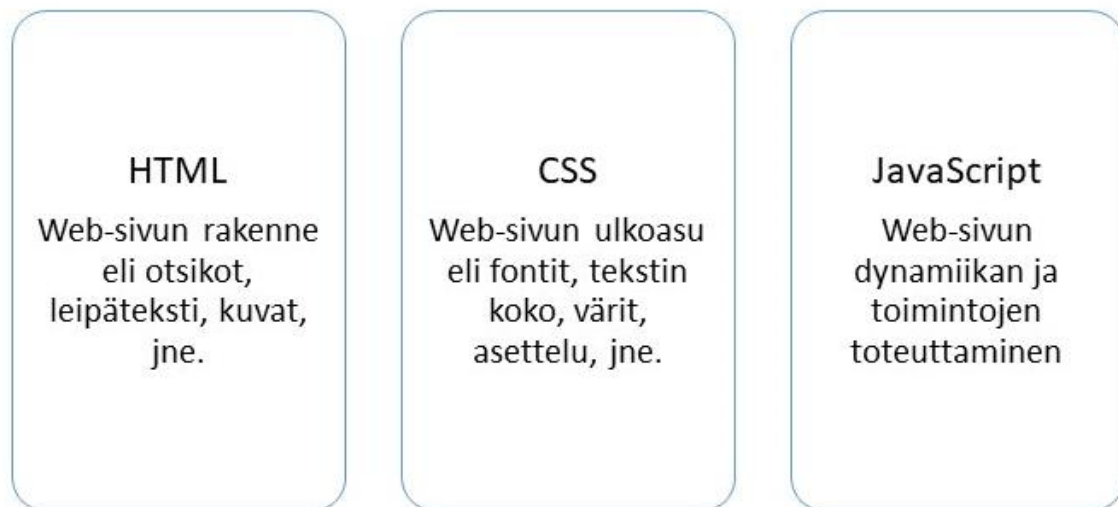 HTML
Web-sivun rakenne
eli otsikot,
leipäteksti, kuvat,
jne.
CSS
Web-sivun ulkoasu
eli fontit, tekstin
koko, värit,
asettelu, jne.
JavaScript
Web-sivun
dynamiikan ja
toimintojen
toteuttaminen